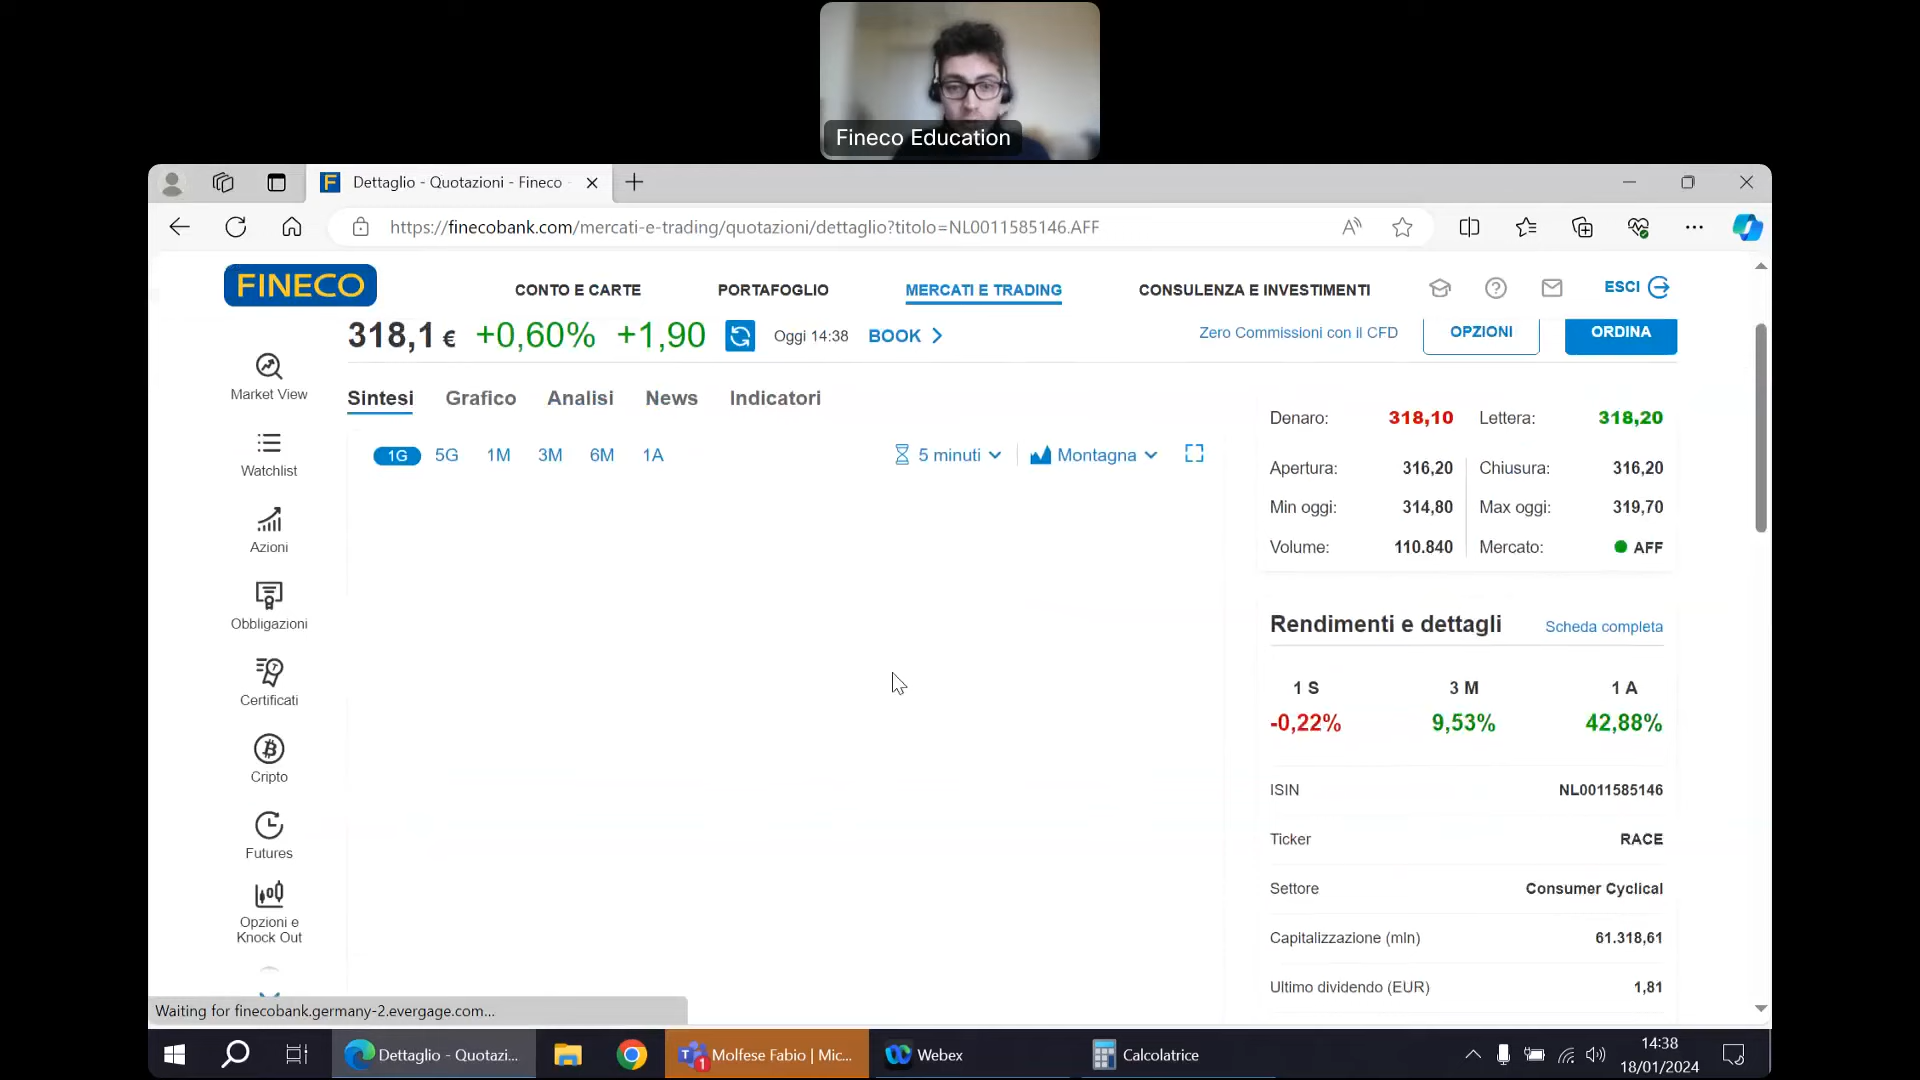 Fineco Education
Dettaglio - Quotazioni - Fineco
https://finecobank.com/mercati-e-trading/quotazioni/dettaglio?titolo=NL0011585146.AFF
FINECO
CONTO E CARTE
PORTAFOGLIO
MERCATI E TRADING
CONSULENZA E INVESTIMENTI
ESCI
318,1 € +0,60% +1,90
Oggi 14:38
BOOK
Zero Commissioni con il CFD
OPZIONI
ORDINA
Market View
Watchlist
Azioni
Obbligazioni
Certificati
Cripto
Futures
Opzioni e
Knock Out
Sintesi
Grafico
Analisi
News
Indicatori
1G
5G
1M
3M
6M
1A
5 minuti
Montagna
Denaro: 318,10 Lettera: 318,20
Apertura: 316,20 Chiusura: 316,20
Min oggi: 314,80 Max oggi: 319,70
Volume: 110.840 Mercato: AFF
Rendimenti e dettagli
Scheda completa
1 S 3 M 1 A
-0,22% 9,53% 42,88%
ISIN NL0011585146
Ticker RACE
Settore Consumer Cyclical
Capitalizzazione (mln) 61.318,61
Ultimo dividendo (EUR) 1,81
Waiting for finecobank.germany-2.evergage.com...
Dettaglio - Quotazi...
1
Molfese Fabio | Mic...
Webex
Calcolatrice
14:38
18/01/2024